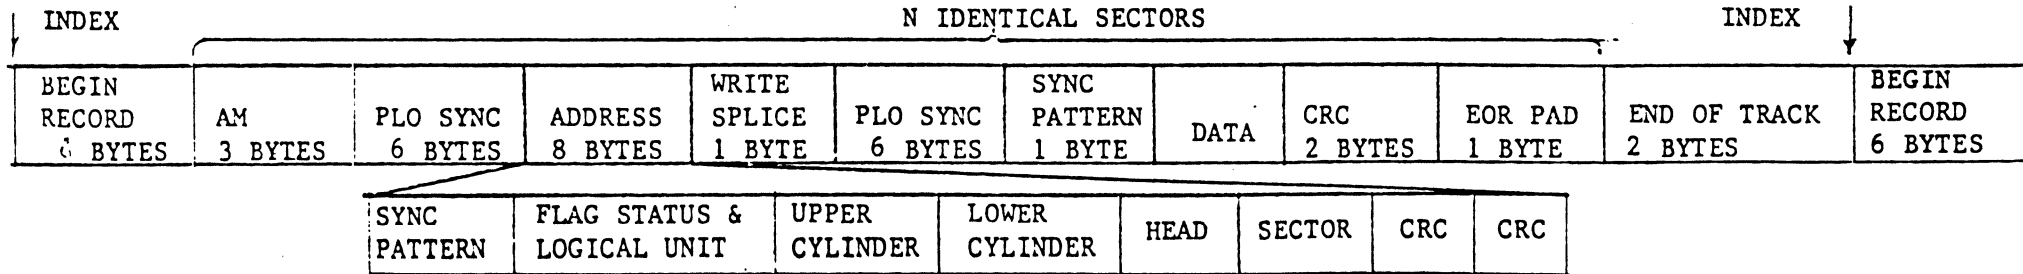 INDEX
N IDENTICAL SECTORS
INDEX
BEGIN
RECORD
BYTES
AM
3 BYTES
PLO SYNC
6 BYTES
ADDRESS
8 BYTES
WRITE
SPLICE
1 BYTE
PLO SYNC
6 BYTES
SYNC
PATTERN
1 BYTE
DATA
CRC
2 BYTES
EOR PAD
1 BYTE
END OF TRACK
2 BYTES
BEGIN
RECORD
6 BYTES
SYNC
PATTERN
FLAG STATUS &
LOGICAL UNIT
UPPER
CYLINDER
LOWER
CYLINDER
HEAD
SECTOR
CRC
CRC